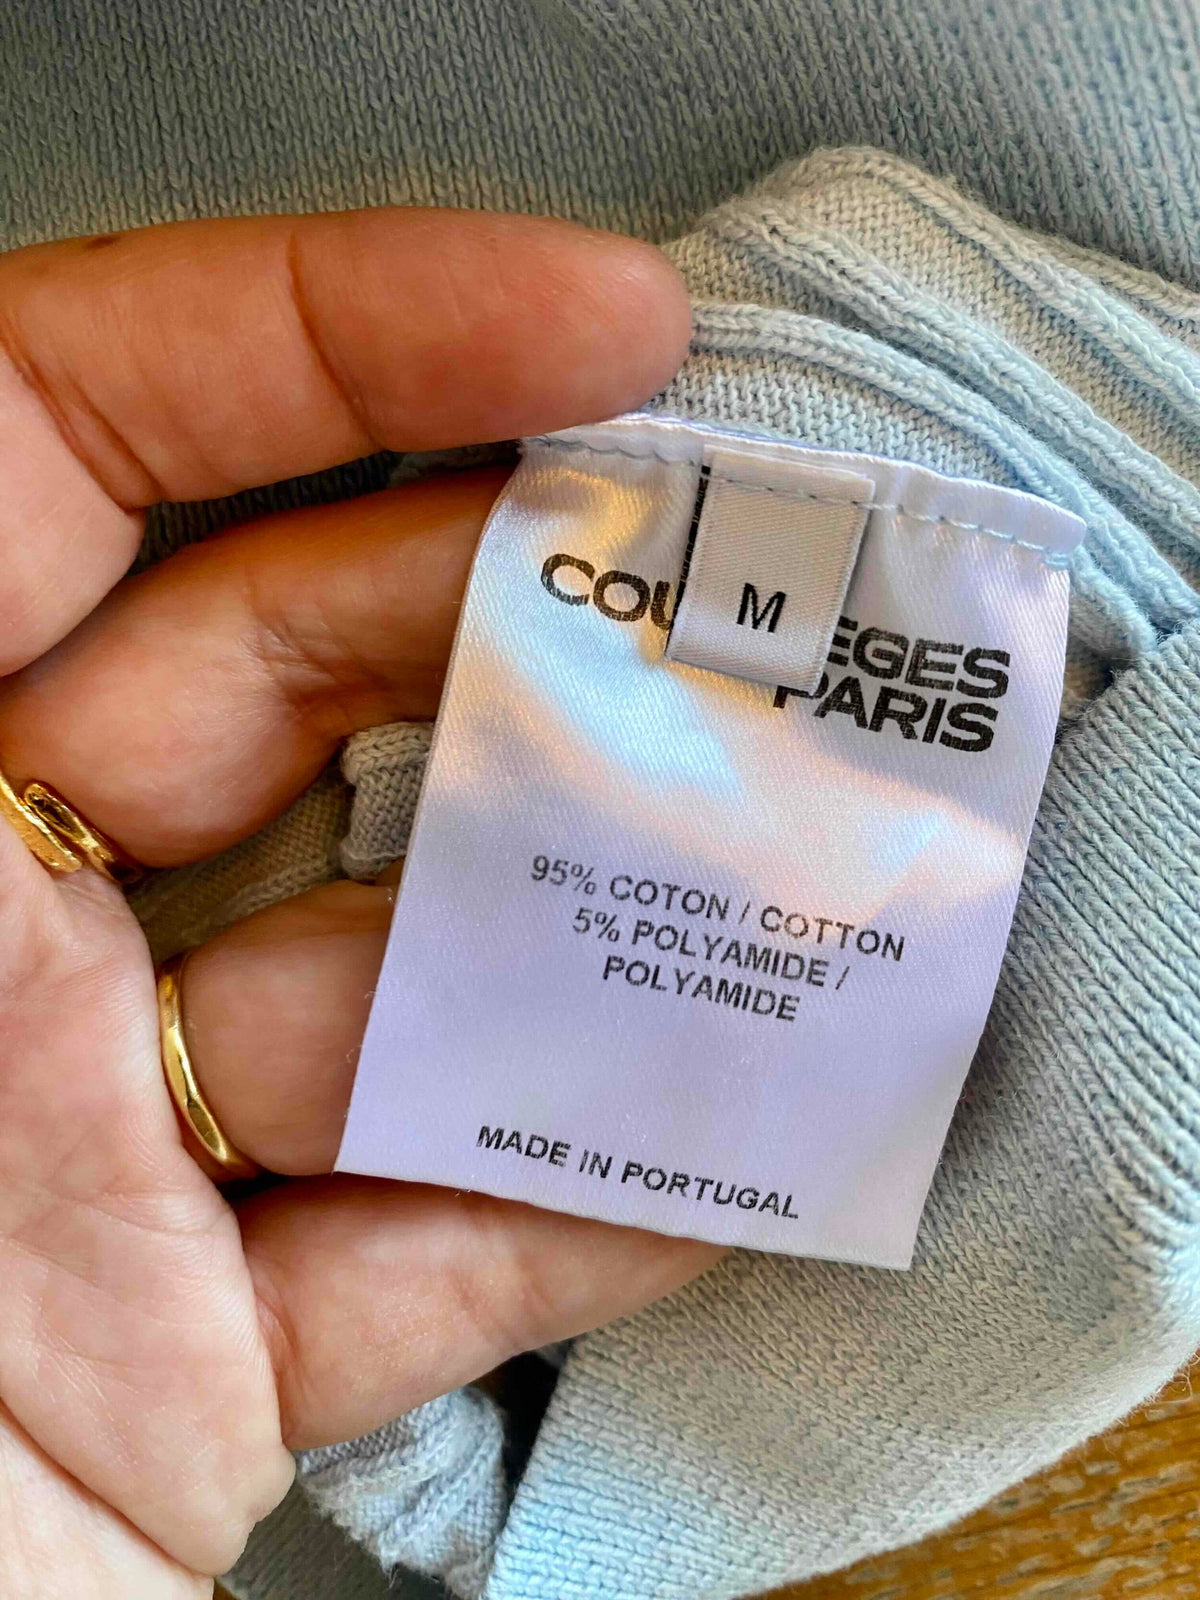 M
COU EGES
PARIS
95% COTON / COTTON
5% POLYAMIDE /
POLYAMIDE
MADE IN PORTUGAL